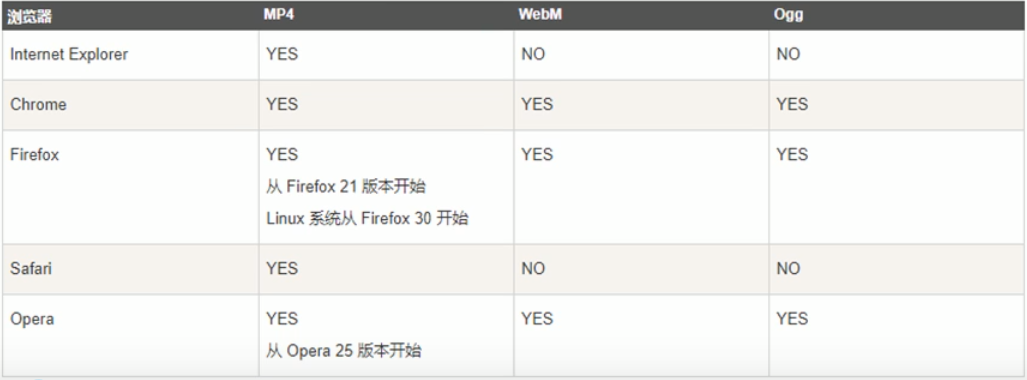 浏览器 MP4 WebM Ogg
Internet Explorer YES NO NO
Chrome YES YES YES
Firefox YES YES YES
从 Firefox 21 版本开始
Linux 系统从 Firefox 30 开始
Safari YES NO NO
Opera YES YES YES
从 Opera 25 版本开始